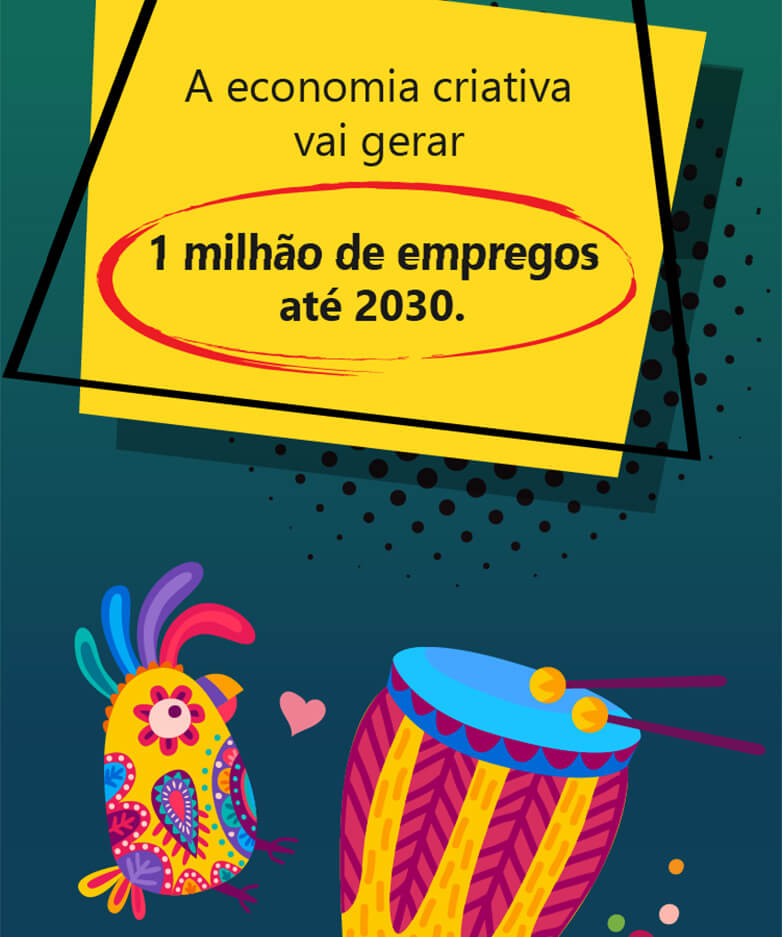 A economia criativa
vai gerar
1 milhão de empregos
até 2030.